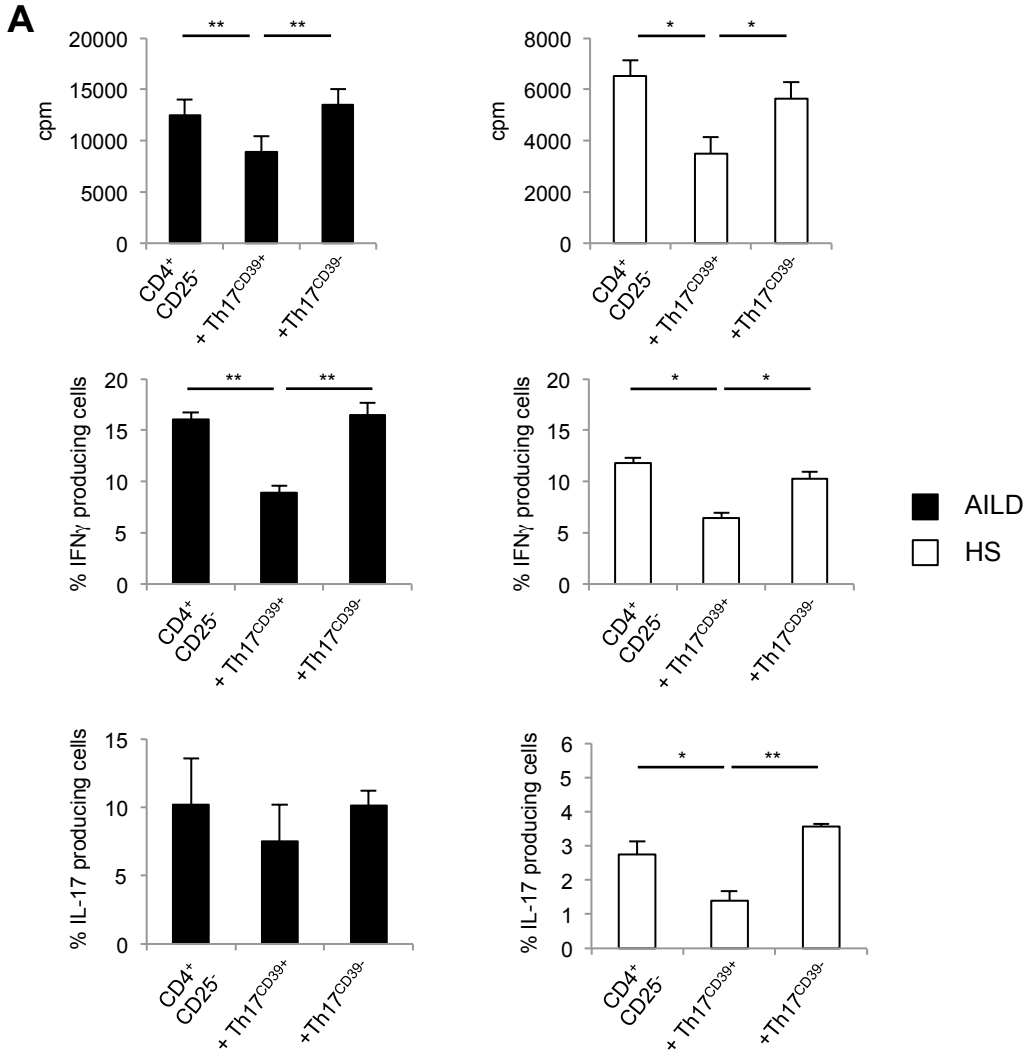 A
** **
20000
15000
10000
5000
0
cpm
CD4⁺
CD25⁻
+ Th17ᶜᴰ³⁹⁺
+Th17ᶜᴰ³⁹⁻
* *
8000
6000
4000
2000
0
cpm
CD4⁺
CD25⁻
+ Th17ᶜᴰ³⁹⁺
+Th17ᶜᴰ³⁹⁻
** **
20
15
10
5
0
% IFNγ producing cells
CD4⁺
CD25⁻
+ Th17ᶜᴰ³⁹⁺
+Th17ᶜᴰ³⁹⁻
* *
20
15
10
5
0
% IFNγ producing cells
CD4⁺
CD25⁻
+ Th17ᶜᴰ³⁹⁺
+Th17ᶜᴰ³⁹⁻
AILD
HS
15
10
5
0
% IL-17 producing cells
CD4⁺
CD25⁻
+ Th17ᶜᴰ³⁹⁺
+Th17ᶜᴰ³⁹⁻
* **
6
5
4
3
2
1
0
% IL-17 producing cells
CD4⁺
CD25⁻
+ Th17ᶜᴰ³⁹⁺
+Th17ᶜᴰ³⁹⁻